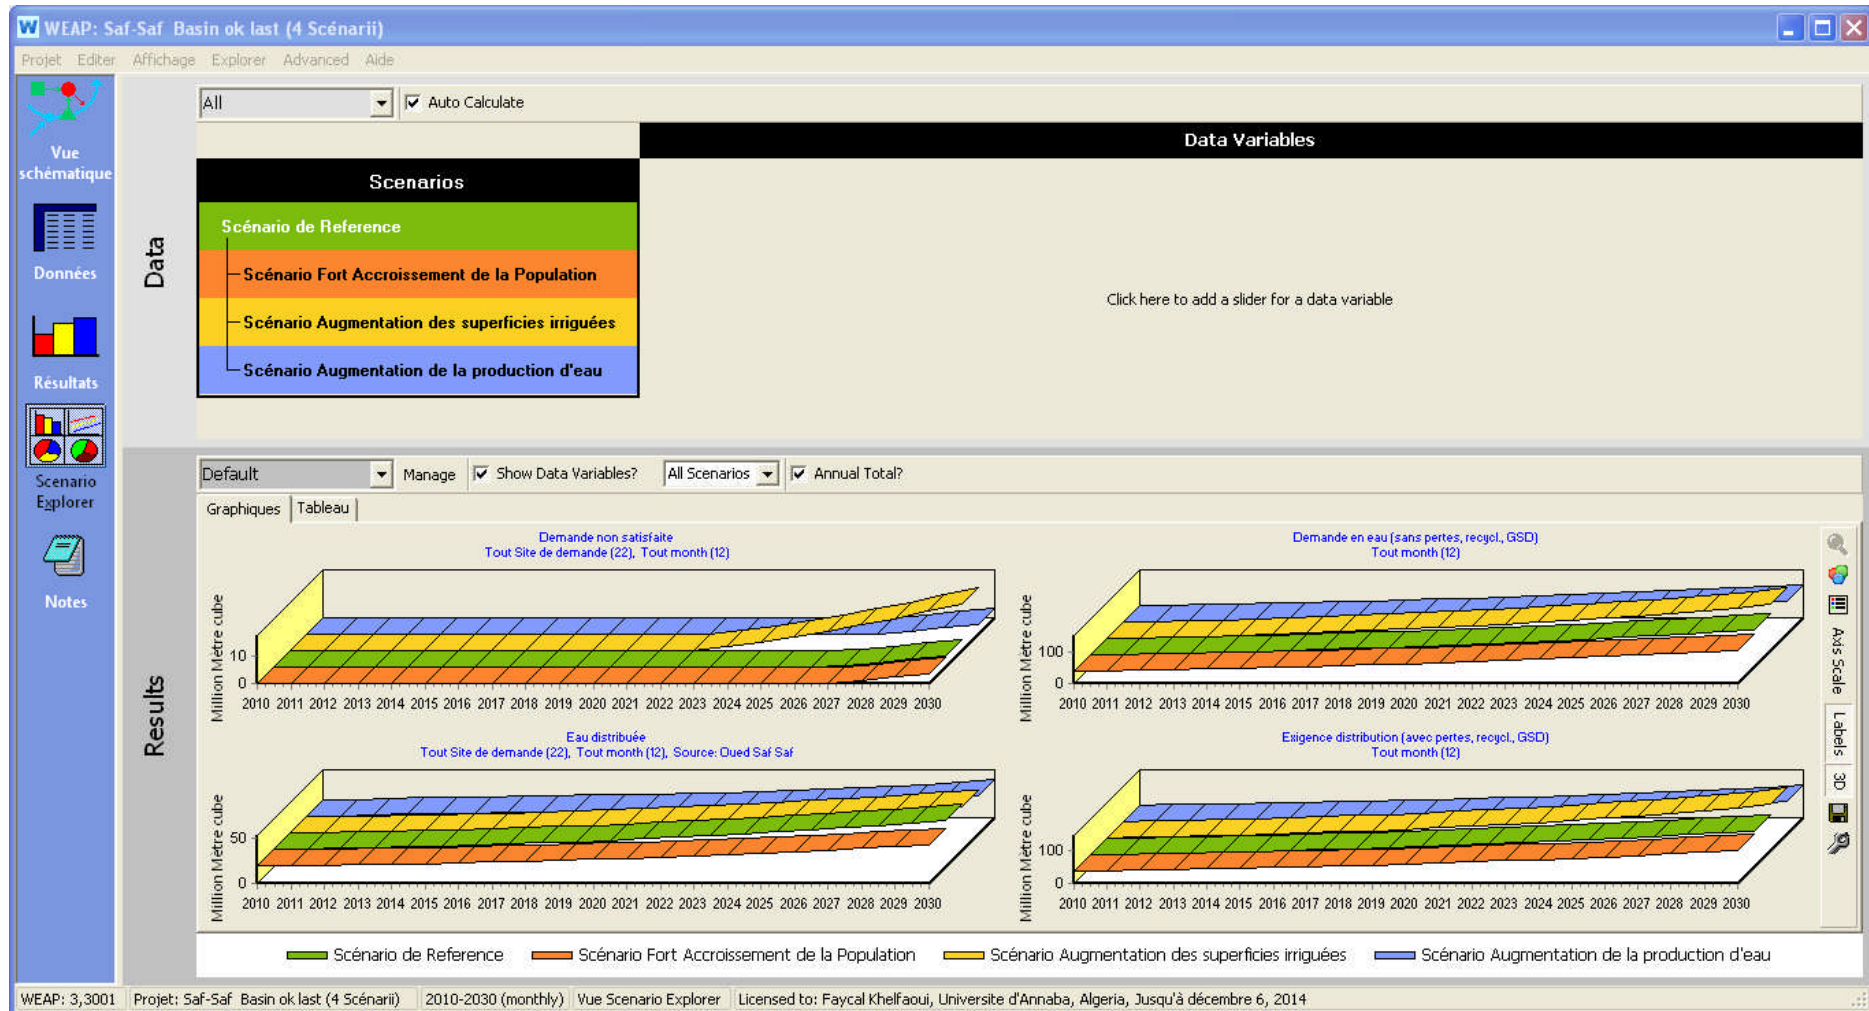 WEAP: Saf-Saf Basin ok last (4 Scénarii)
Projet Editer Affichage Explorer Advanced Aide
Vue
schématique
Données
Résultats
Scenario
Explorer
Notes
Data
All Auto Calculate
Data Variables
Scenarios
Scénario de Reference
Scénario Fort Accroissement de la Population
Scénario Augmentation des superficies irriguées
Scénario Augmentation de la production d'eau
Click here to add a slider for a data variable
Results
Default Manage Show Data Variables? All Scenarios Annual Total?
Graphiques Tableau
Demande non satisfaite
Tout Site de demande (22), Tout month (12)
Million Mètre cube
10
0
2010 2011 2012 2013 2014 2015 2016 2017 2018 2019 2020 2021 2022 2023 2024 2025 2026 2027 2028 2029 2030
Demande en eau (sans pertes, recycl., GSD)
Tout month (12)
Million Mètre cube
100
0
2010 2011 2012 2013 2014 2015 2016 2017 2018 2019 2020 2021 2022 2023 2024 2025 2026 2027 2028 2029 2030
Eau distribuée
Tout Site de demande (22), Tout month (12), Source: Oued Saf Saf
Million Mètre cube
50
0
2010 2011 2012 2013 2014 2015 2016 2017 2018 2019 2020 2021 2022 2023 2024 2025 2026 2027 2028 2029 2030
Exigence distribution (avec pertes, recycl., GSD)
Tout month (12)
Million Mètre cube
100
0
2010 2011 2012 2013 2014 2015 2016 2017 2018 2019 2020 2021 2022 2023 2024 2025 2026 2027 2028 2029 2030
Axis Scale
Labels
3D
Scénario de Reference Scénario Fort Accroissement de la Population Scénario Augmentation des superficies irriguées Scénario Augmentation de la production d'eau
WEAP: 3,3001 Projet: Saf-Saf Basin ok last (4 Scénarii) 2010-2030 (monthly) Vue Scenario Explorer Licensed to: Faycal Khelfaoui, Universite d'Annaba, Algeria, Jusqu'à décembre 6, 2014